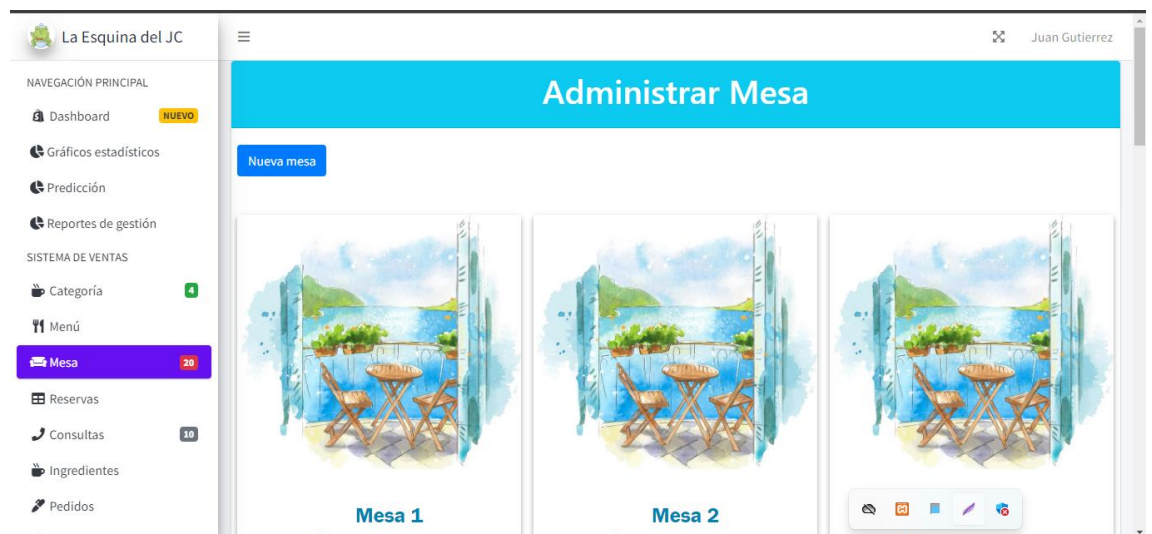 La Esquina del JC
Juan Gutierrez
NAVEGACIÓN PRINCIPAL
Dashboard NUEVO
Gráficos estadísticos
Predicción
Reportes de gestión
SISTEMA DE VENTAS
Categoría 4
Menú
Mesa 20
Reservas
Consultas 10
Ingredientes
Pedidos
Administrar Mesa
Nueva mesa
Mesa 1
Mesa 2